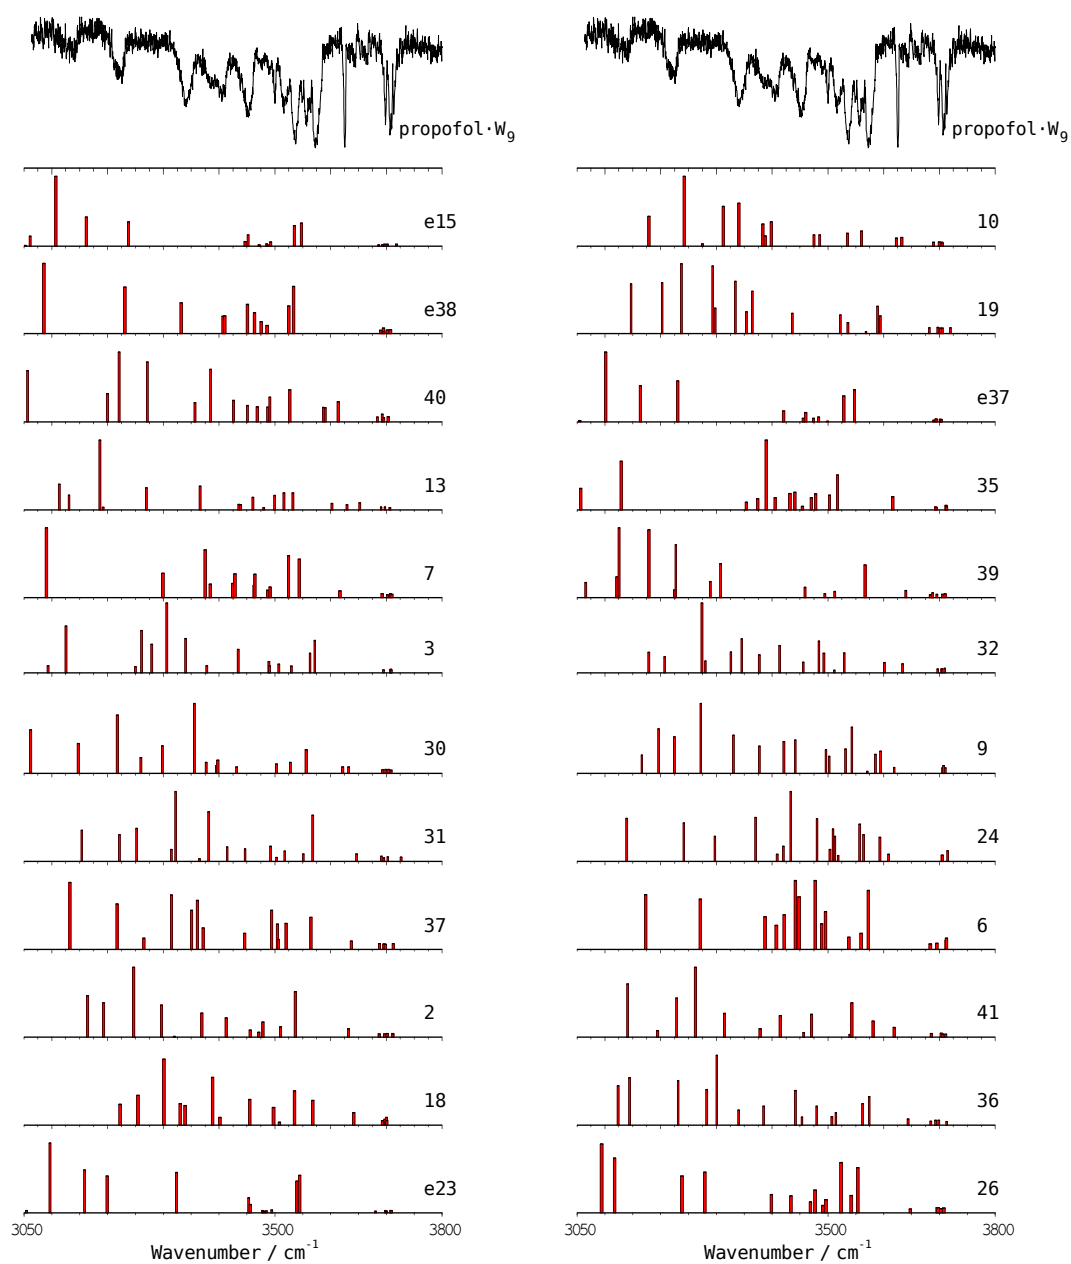 propofol·W9 propofol·W9
e15 10
e38 19
40 e37
13 35
7 39
3 32
30 9
31 24
37 6
2 41
18 36
e23 26
3050 3500 3800 3050 3500 3800
Wavenumber / cm-1 Wavenumber / cm-1